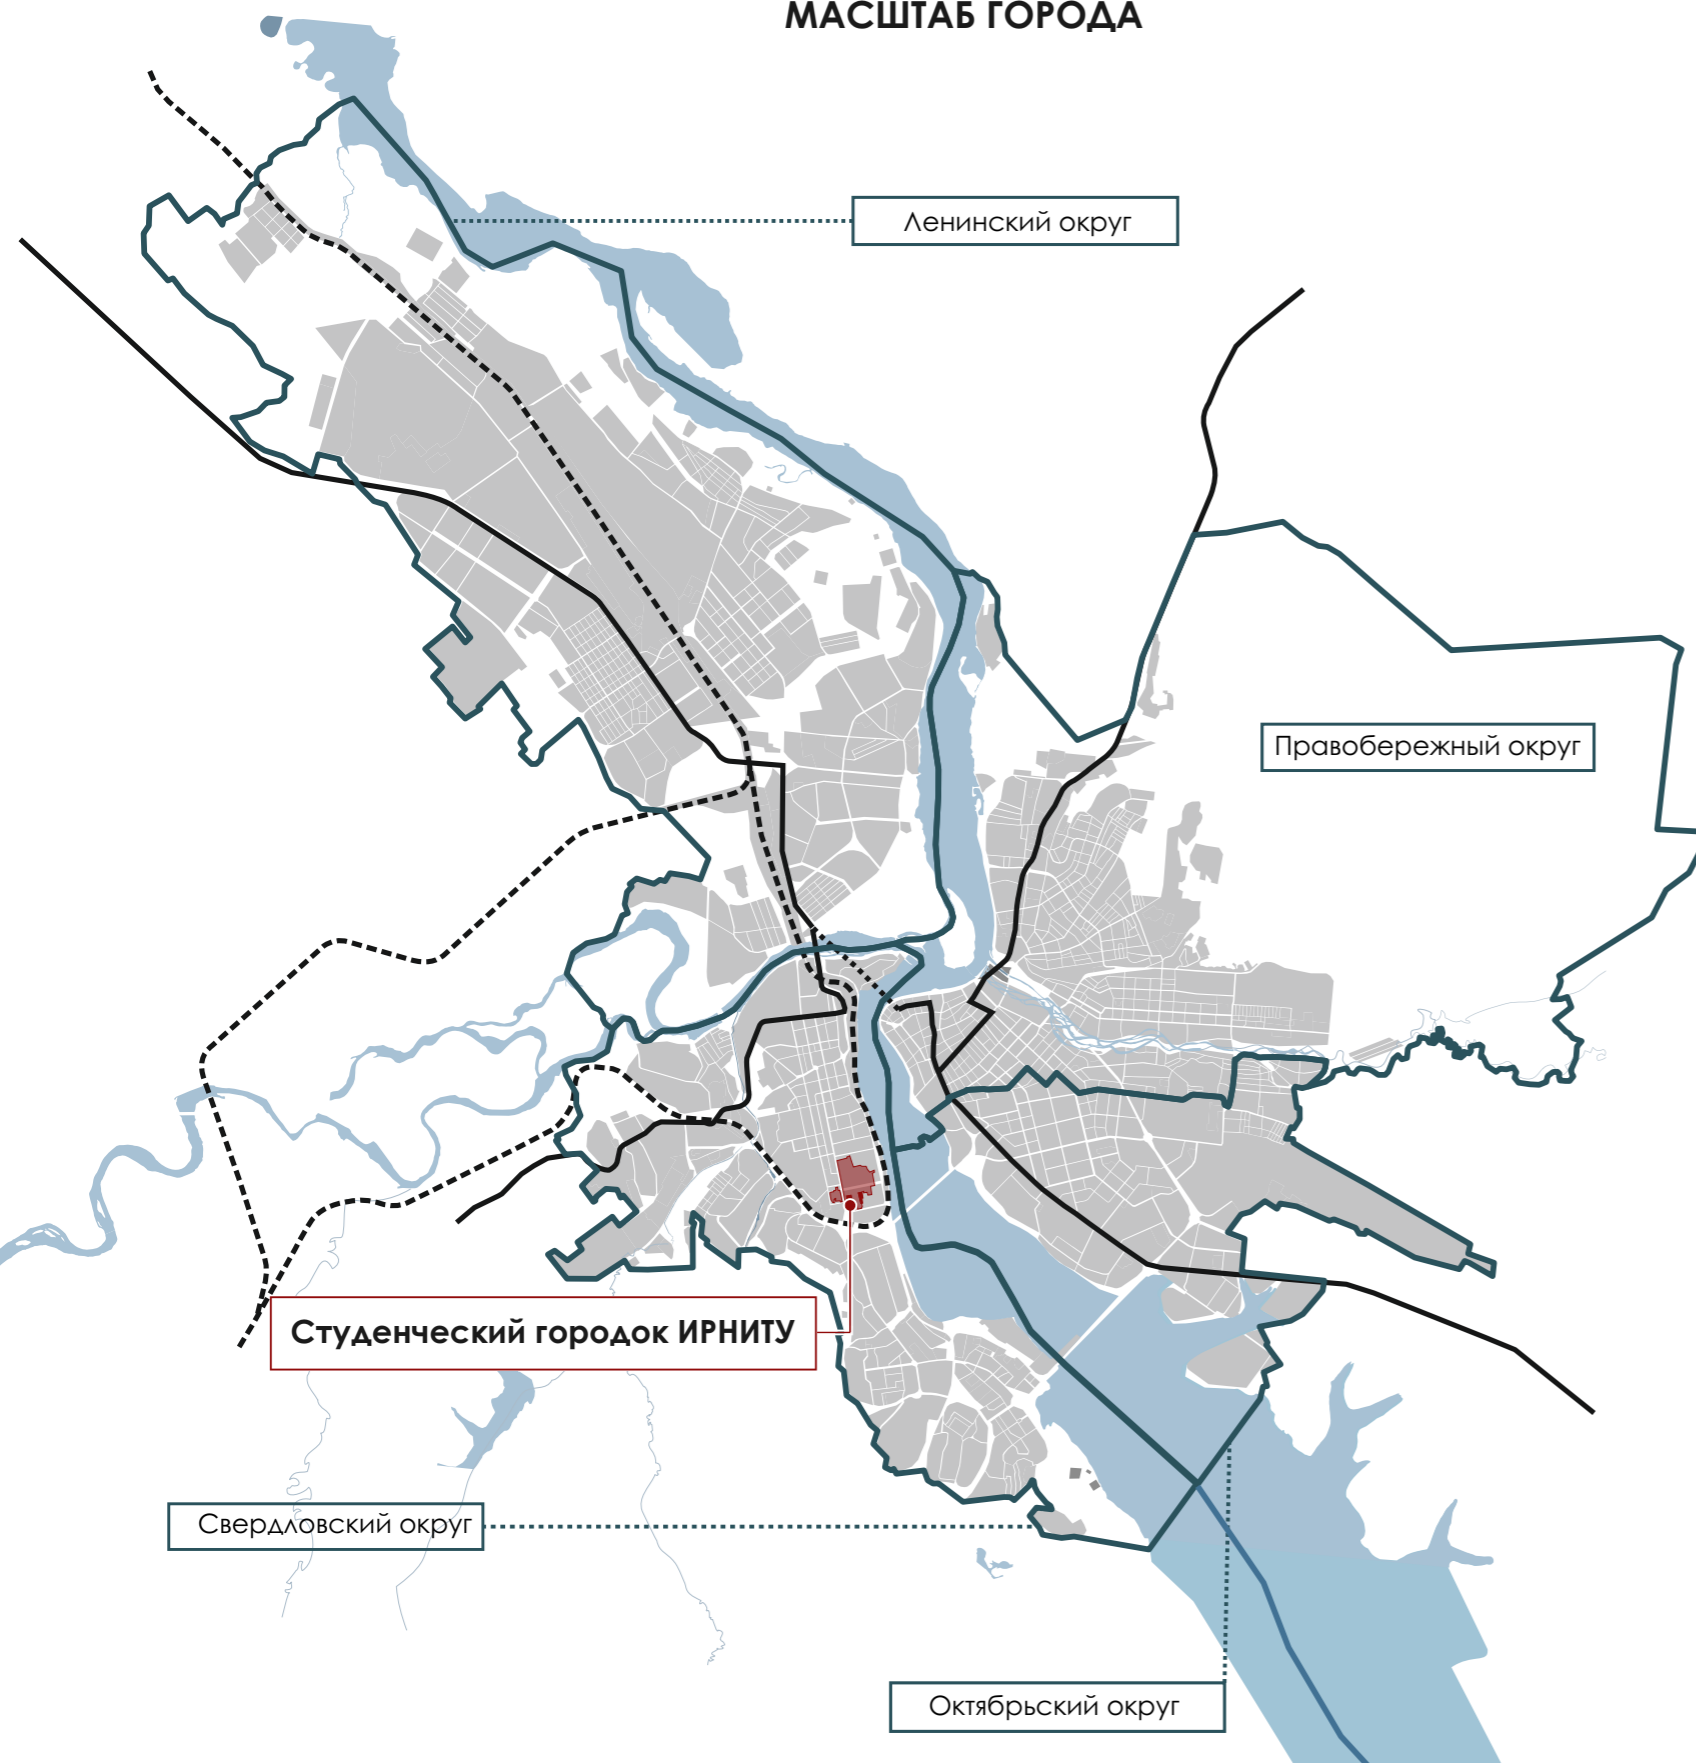 МАСШТАБ ГОРОДА
Ленинский округ
Правобережный округ
Студенческий городок ИРНИТУ
Свердловский округ
Октябрьский округ